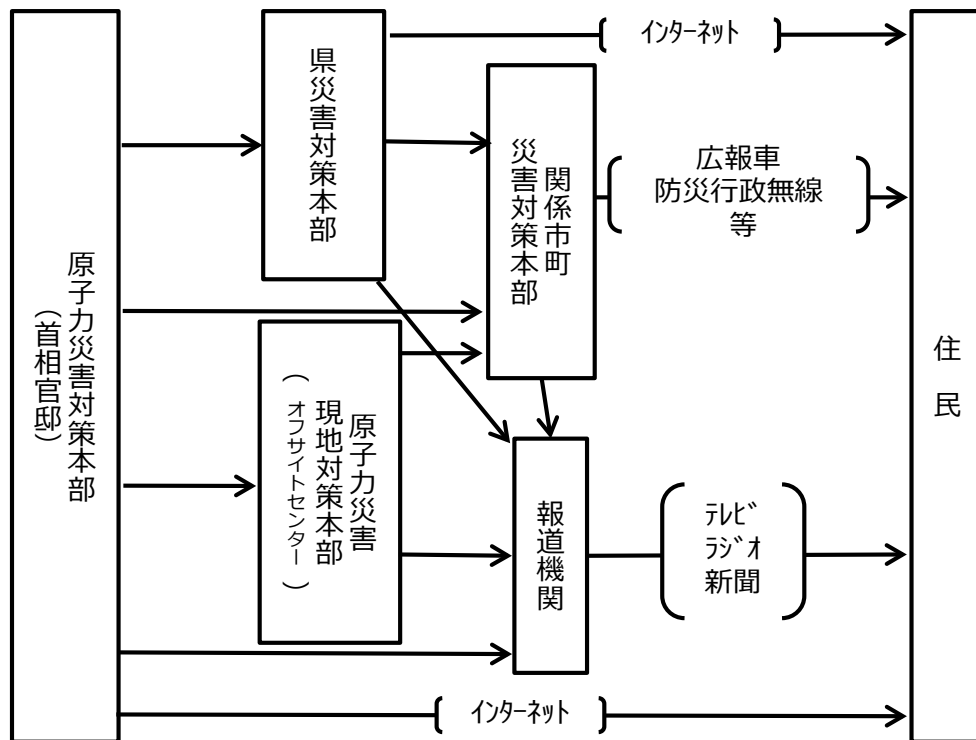 原子力災害対策本部
（首相官邸）
県災害対策本部
原子力災害
現地対策本部
（オフサイトセンター）
関係市町
災害対策本部
報道機関
インターネット
広報車
防災行政無線
等
テレビ
ラジオ
新聞
インターネット
住民